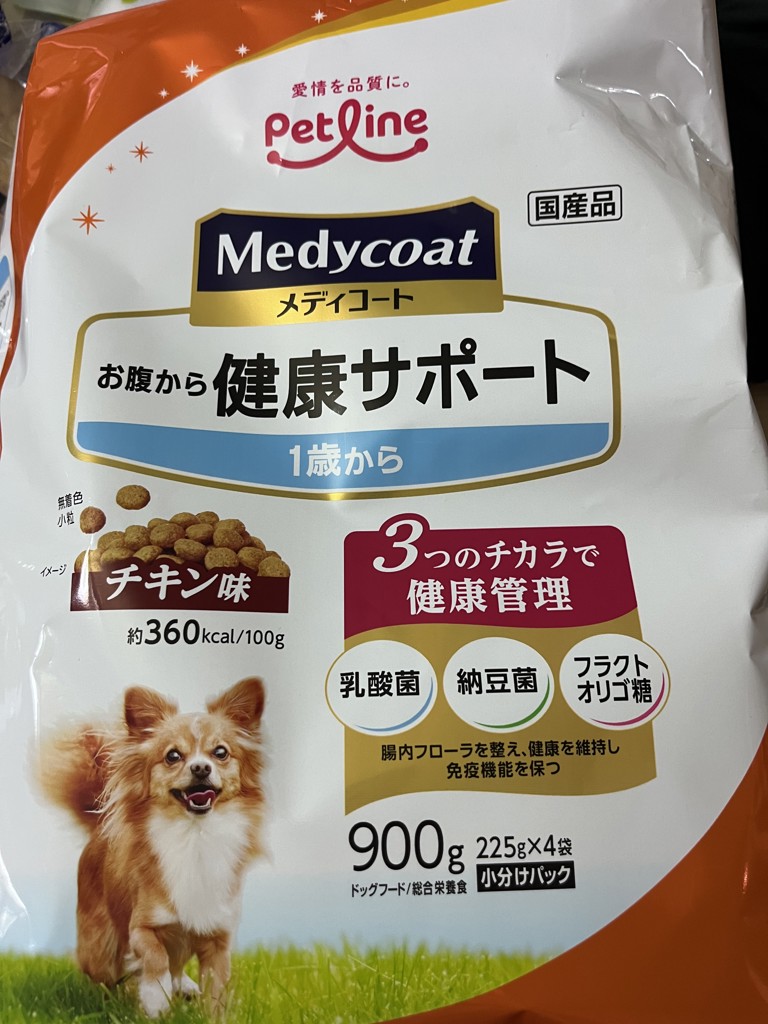 愛情を品質に。
Petline
国産品
Medycoat
メディコート
お腹から健康サポート
1歳から
無着色
小粒
イメージ
チキン味
約360kcal/100g
3つのチカラで
健康管理
乳酸菌
納豆菌
フラクト
オリゴ糖
腸内フローラを整え、健康を維持し
免疫機能を保つ
900g 225g×4袋
ドッグフード/総合栄養食 小分けパック